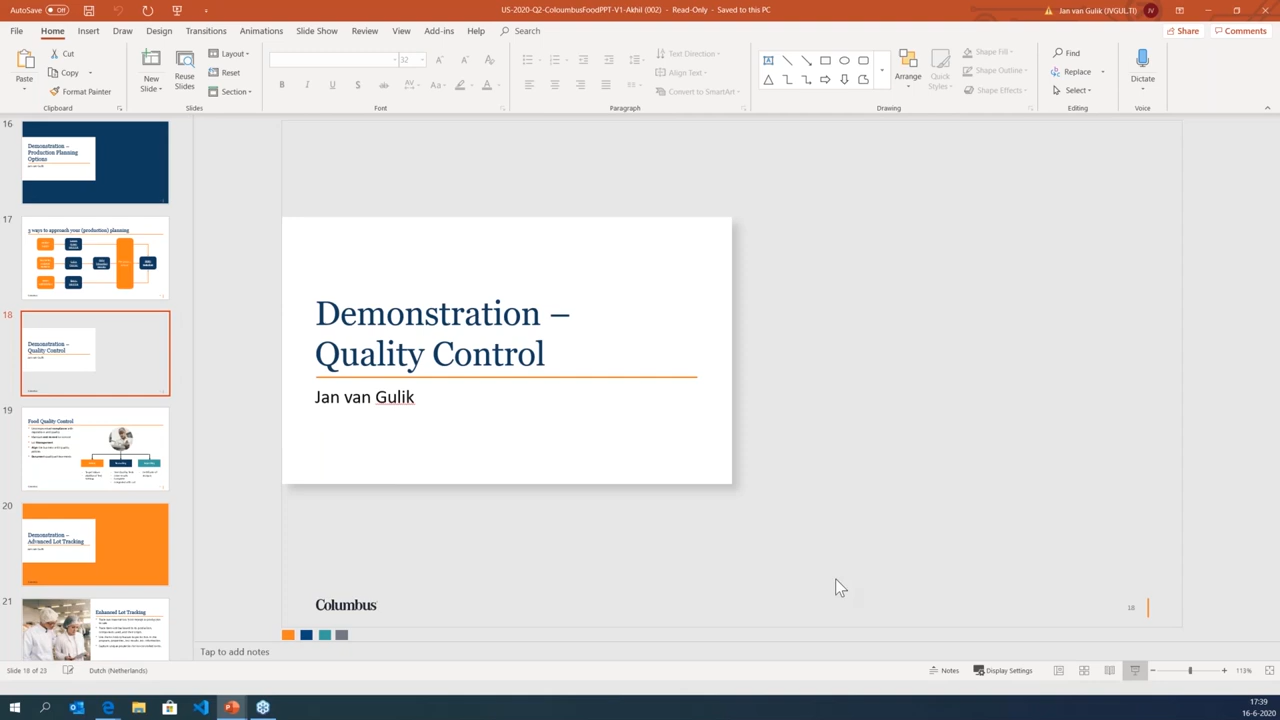 AutoSave Off
US-2020-Q2-ColoumbusFoodPPT-V1-Akhil (002) - Read-Only - Saved to this PC
Jan van Gulik (JVGUL.TI) JV
File Home Insert Draw Design Transitions Animations Slide Show Review View Add-ins Help Search Share Comments
Paste Cut
Copy
Format Painter
Clipboard
New Slide Reuse Slides Layout
Reset
Section
Slides
32
Font
Text Direction
Align Text
Convert to SmartArt
Paragraph
Arrange Quick Styles
Shape Fill
Shape Outline
Shape Effects
Drawing
Find
Replace
Select
Editing
Dictate
Voice
16
Demonstration –
Production Planning
Options
17
3 ways to approach your (production) planning
18
Demonstration –
Quality Control
19
Food Quality Control
20
Demonstration –
Advanced Lot Tracking
21
Enhanced Lot Tracking
Demonstration –
Quality Control
Jan van Gulik
Columbus
18
Tap to add notes
Slide 18 of 23 Dutch (Netherlands) Notes Display Settings 113%
17:39
16-6-2020